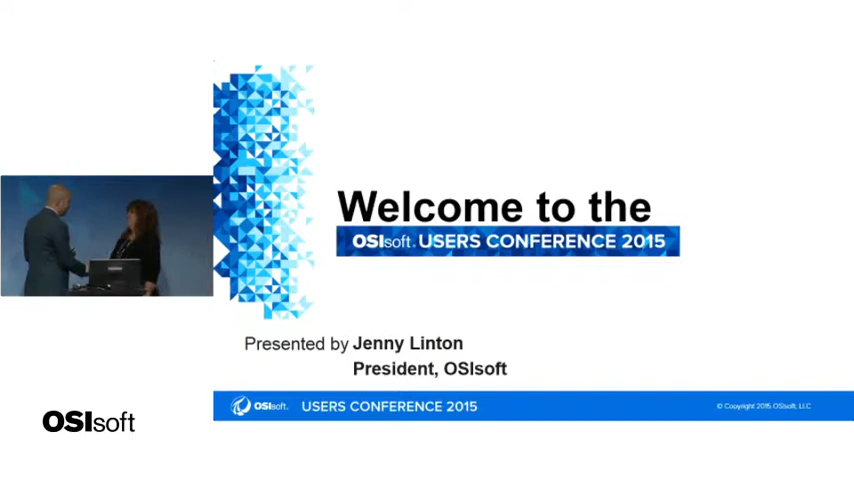 Welcome to the
OSIsoft. USERS CONFERENCE 2015
Presented by Jenny Linton
President, OSIsoft
OSIsoft. USERS CONFERENCE 2015
© Copyright 2015 OSIsoft, LLC
OSIsoft